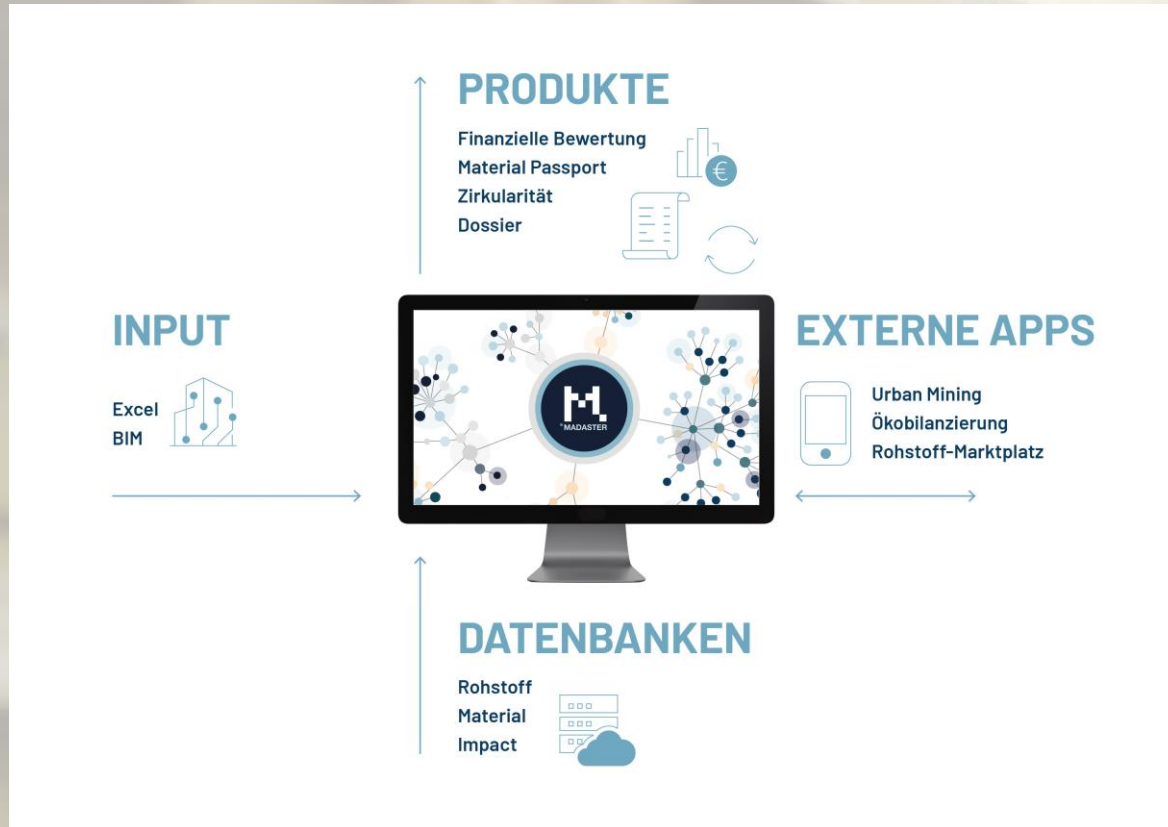 PRODUKTE
Finanzielle Bewertung
Material Passport
Zirkularität
Dossier
€
INPUT
Excel
BIM
MADASTER
EXTERNE APPS
Urban Mining
Ökobilanzierung
Rohstoff-Marktplatz
DATENBANKEN
Rohstoff
Material
Impact